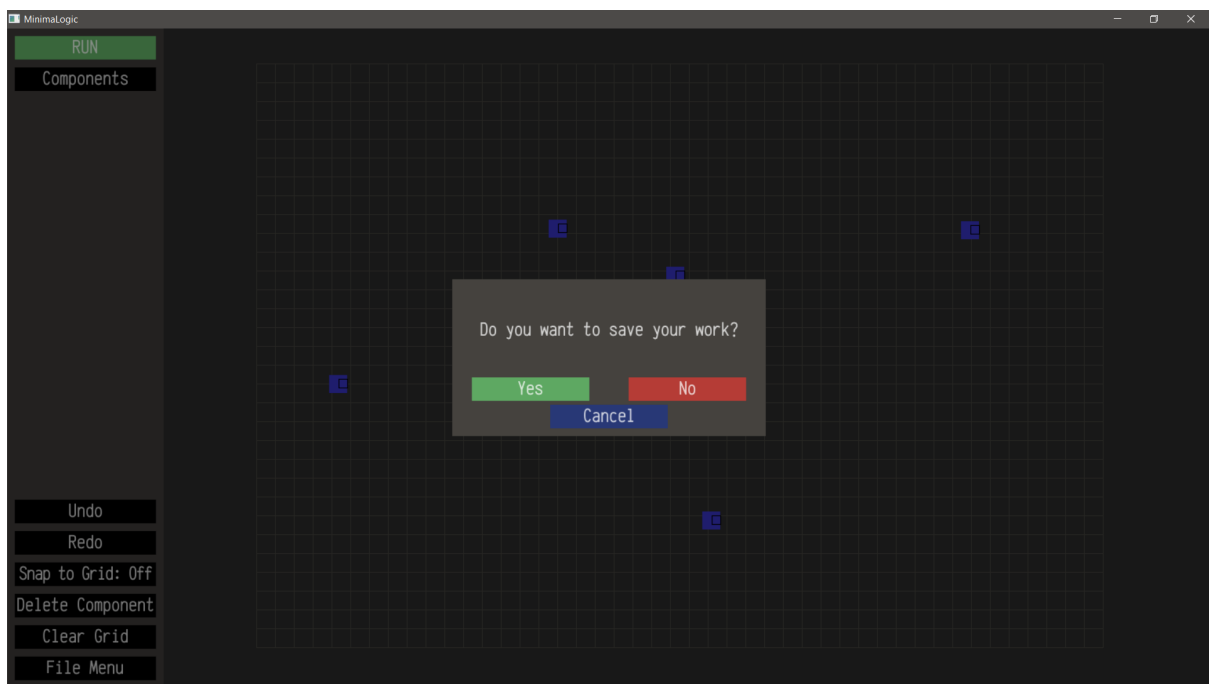 MinimaLogic
RUN
Components
Do you want to save your work?
Yes
No
Cancel
Undo
Redo
Snap to Grid: Off
Delete Component
Clear Grid
File Menu